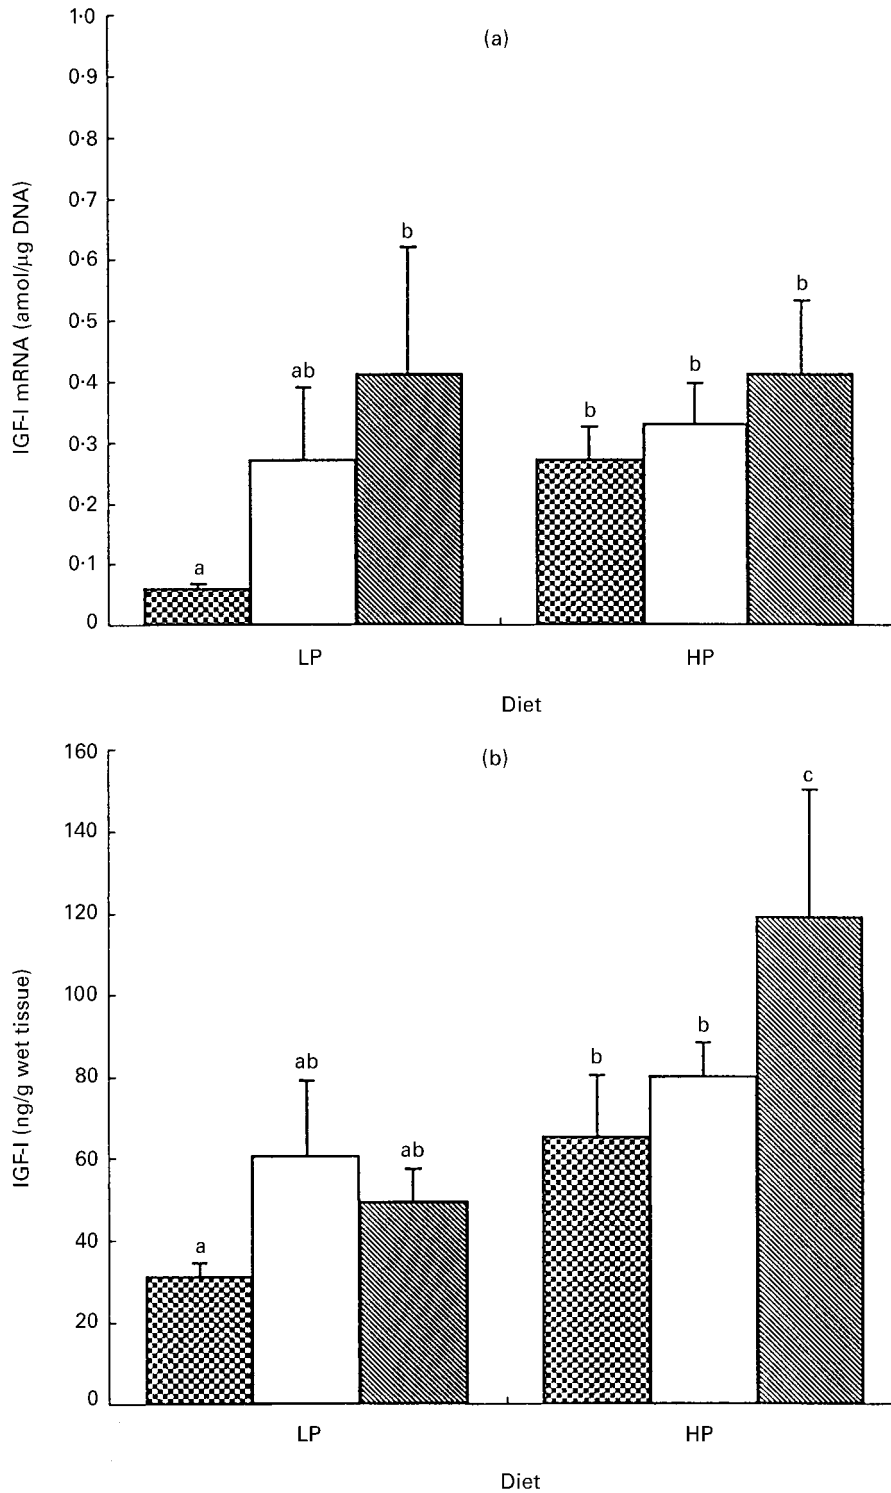 (a)
1·0
0·9
0·8
0·7
0·6
0·5
0·4
0·3
0·2
0·1
0
IGF-I mRNA (amol/μg DNA)
a
ab
b
b
b
b
LP
HP
Diet
(b)
160
140
120
100
80
60
40
20
0
IGF-I (ng/g wet tissue)
a
ab
ab
b
b
c
LP
HP
Diet